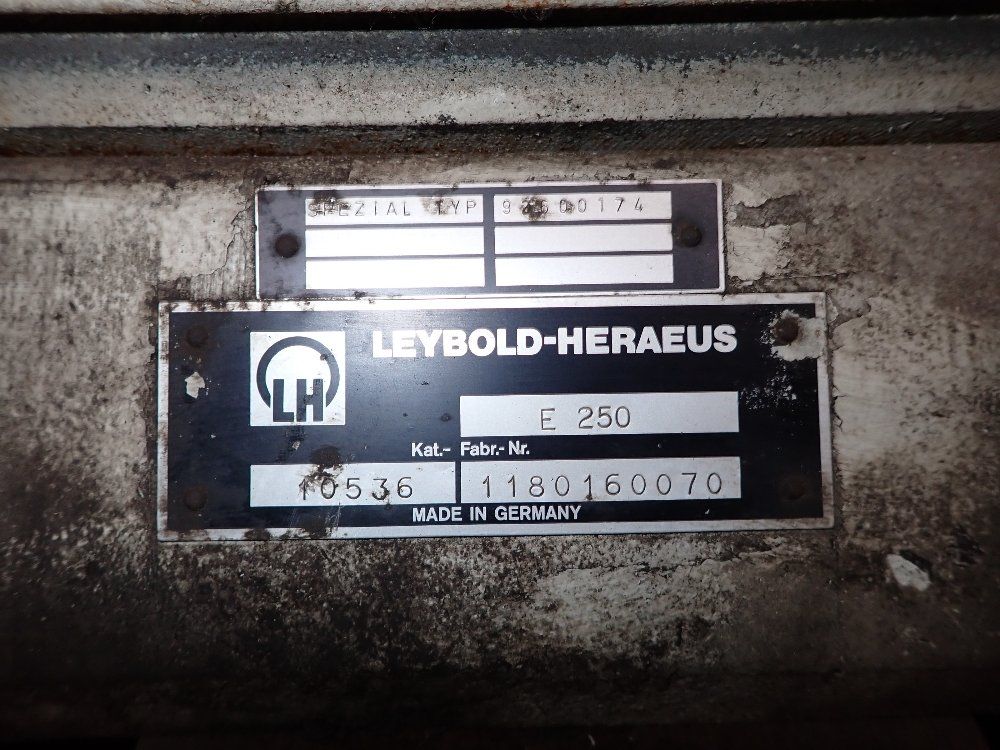 SPEZIAL TYP
LH
LEYBOLD-HERAEUS
E 250
Kat.- Fabr.-Nr.
10536 1180160070
MADE IN GERMANY